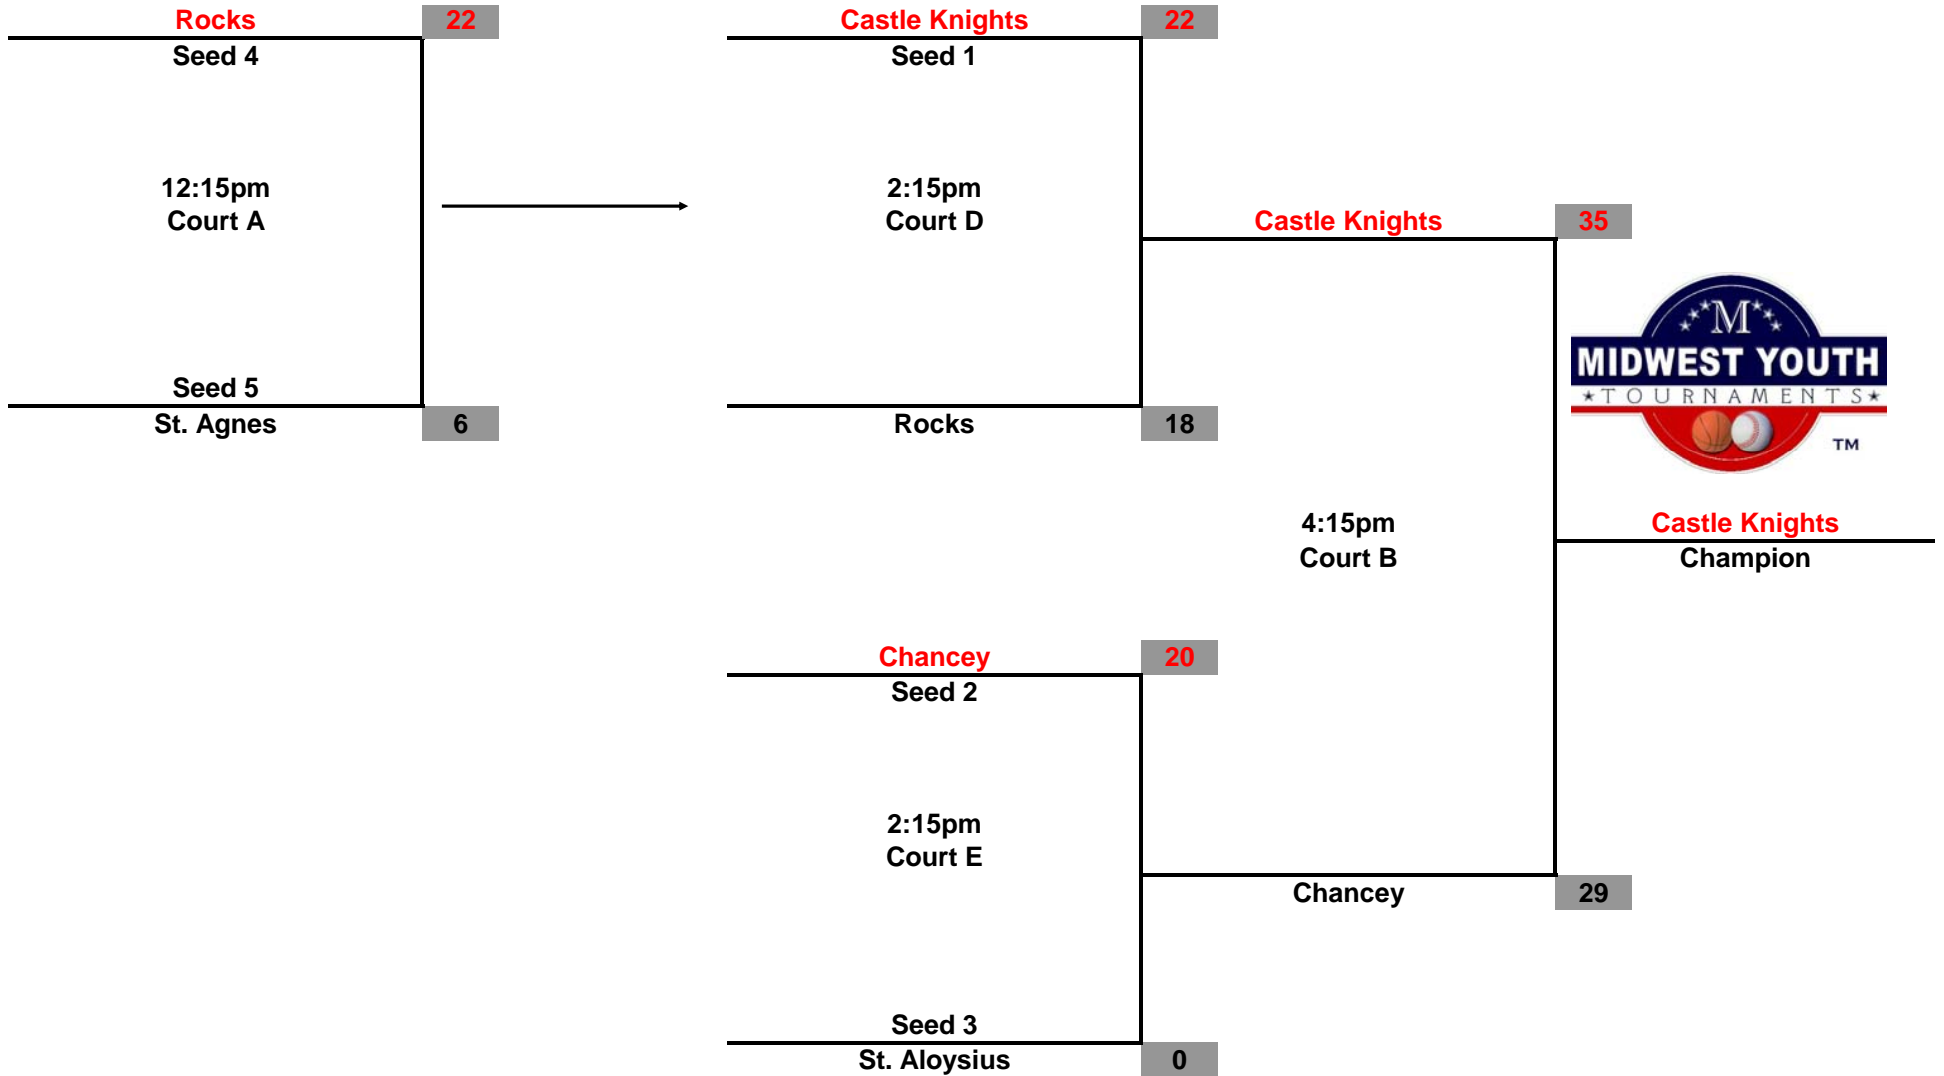 Rocks 22
Seed 4
12:15pm
Court A
Seed 5
St. Agnes 6
Castle Knights 22
Seed 1
2:15pm
Court D
Rocks 18
Chancey 20
Seed 2
2:15pm
Court E
Seed 3
St. Aloysius 0
Castle Knights 35
4:15pm
Court B
Chancey 29
M
MIDWEST YOUTH
TOURNAMENTS
TM
Castle Knights
Champion